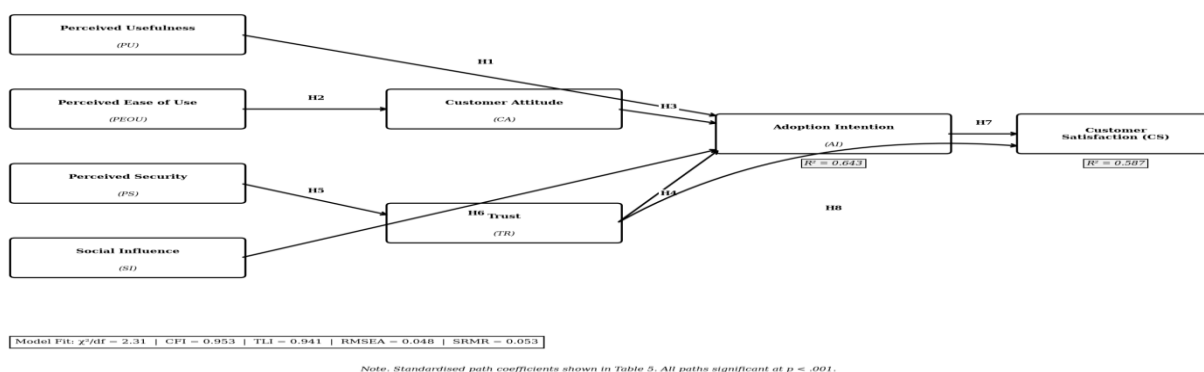 Perceived Usefulness
(PU)
H1
Perceived Ease of Use
(PEOU)
H2
Customer Attitude
(CA)
H3
Adoption Intention
(AI)
R² = 0.643
H7
Customer
Satisfaction (CS)
R² = 0.587
Perceived Security
(PS)
H5
H4
H6
Trust
(TR)
H8
Social Influence
(SI)
Model Fit: χ²/df = 2.31 | CFI = 0.953 | TLI = 0.941 | RMSEA = 0.048 | SRMR = 0.053
Note. Standardised path coefficients shown in Table 5. All paths significant at p < .001.